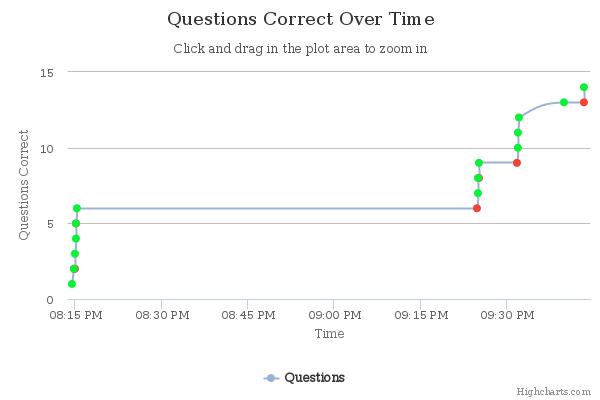 Questions Correct Over Time
Click and drag in the plot area to zoom in
Questions Correct
15
10
5
0
08:15 PM 08:30 PM 08:45 PM 09:00 PM 09:15 PM 09:30 PM
Time
Questions
Highcharts.com